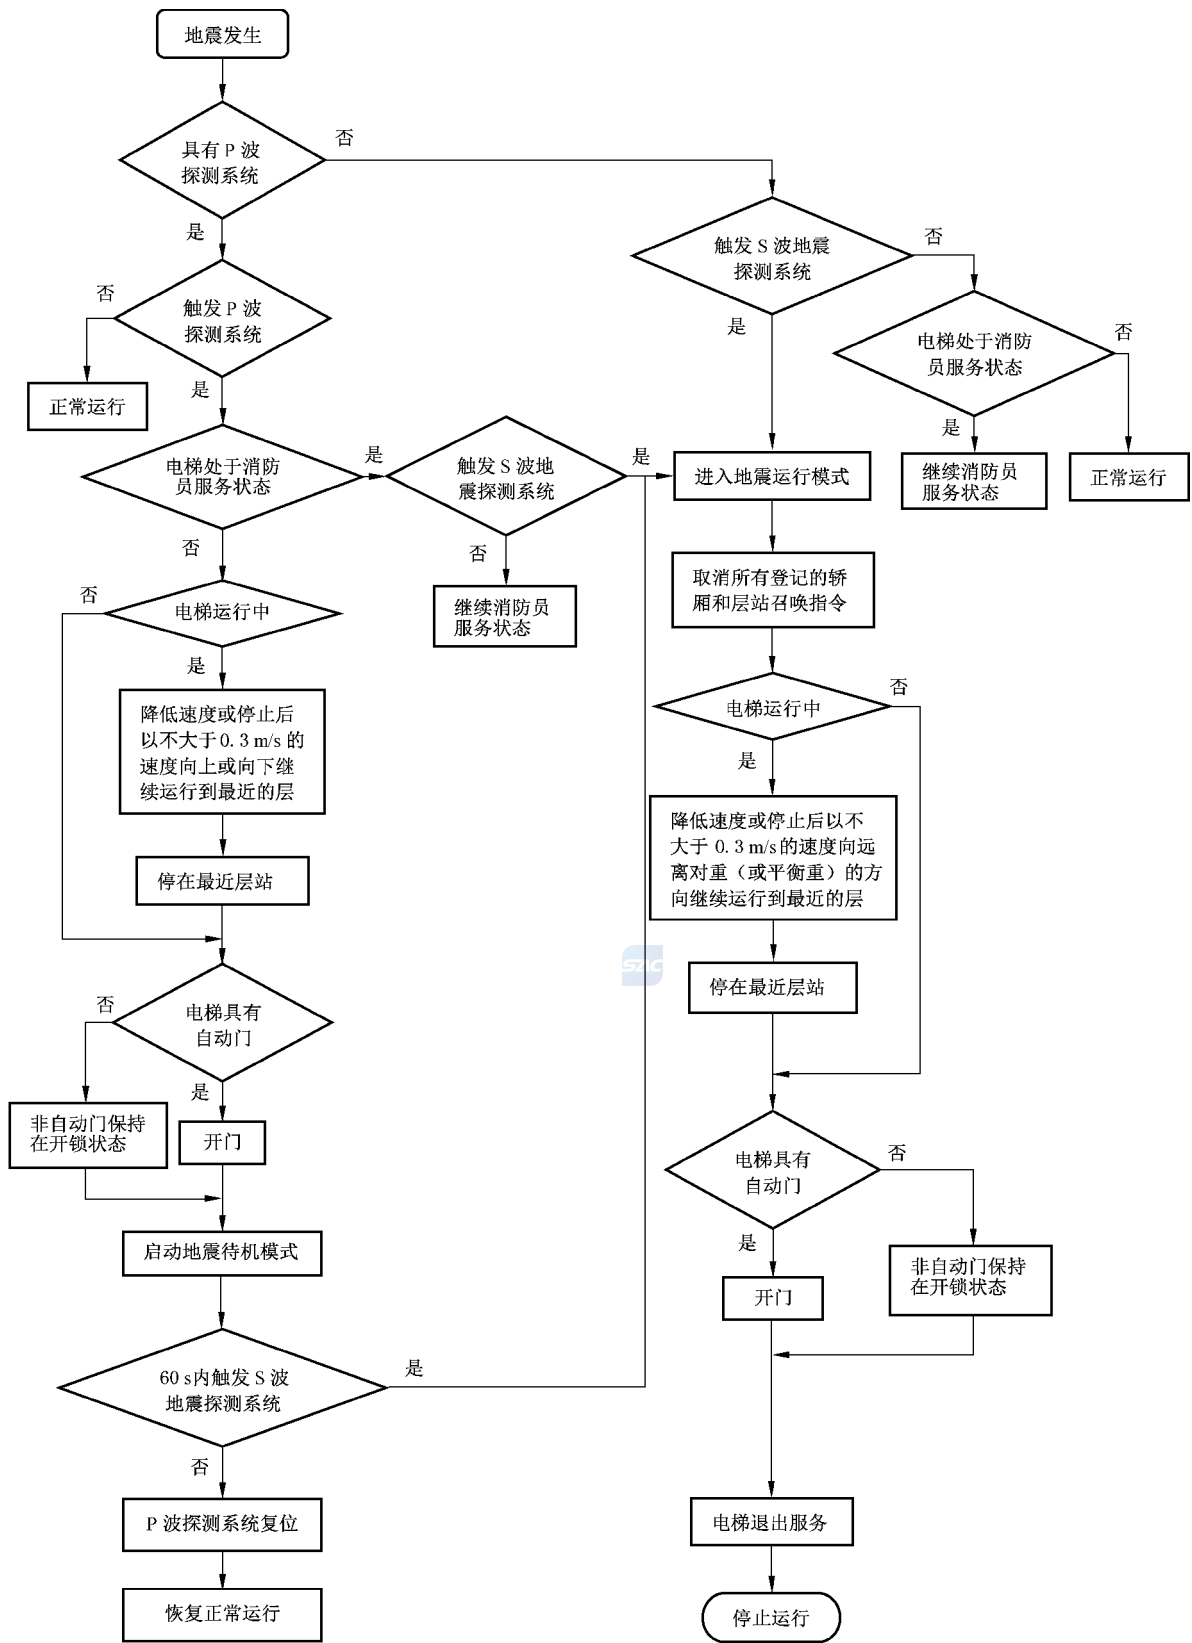 地震发生
具有 P 波
探测系统
否
是
触发 P 波
探测系统
否
正常运行
是
触发 S 波地震
探测系统
否
是
电梯处于消防
员服务状态
否
是
继续消防员
服务状态
正常运行
电梯处于消防
员服务状态
是
触发 S 波地
震探测系统
是
进入地震运行模式
否
否
继续消防员
服务状态
电梯运行中
否
是
降低速度或停止后
以不大于0.3 m/s 的
速度向上或向下继
续运行到最近的层
停在最近层站
电梯具有
自动门
否
是
非自动门保持
在开锁状态
开门
启动地震待机模式
60 s内触发 S 波
地震探测系统
是
否
P 波探测系统复位
恢复正常运行
取消所有登记的轿
厢和层站召唤指令
电梯运行中
否
是
降低速度或停止后以不
大于 0.3 m/s的速度向远
离对重（或平衡重）的方
向继续运行到最近的层
SZIC
停在最近层站
电梯具有
自动门
否
是
开门
非自动门保持
在开锁状态
电梯退出服务
停止运行